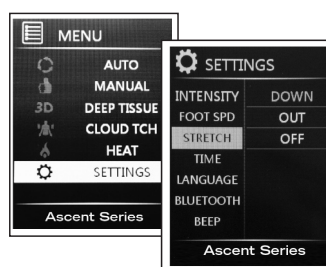 MENU
AUTO
MANUAL
3D DEEP TISSUE
CLOUD TCH
HEAT
SETTINGS
Ascent Series
SETTINGS
INTENSITY DOWN
FOOT SPD OUT
STRETCH OFF
TIME
LANGUAGE
BLUETOOTH
BEEP
Ascent Series